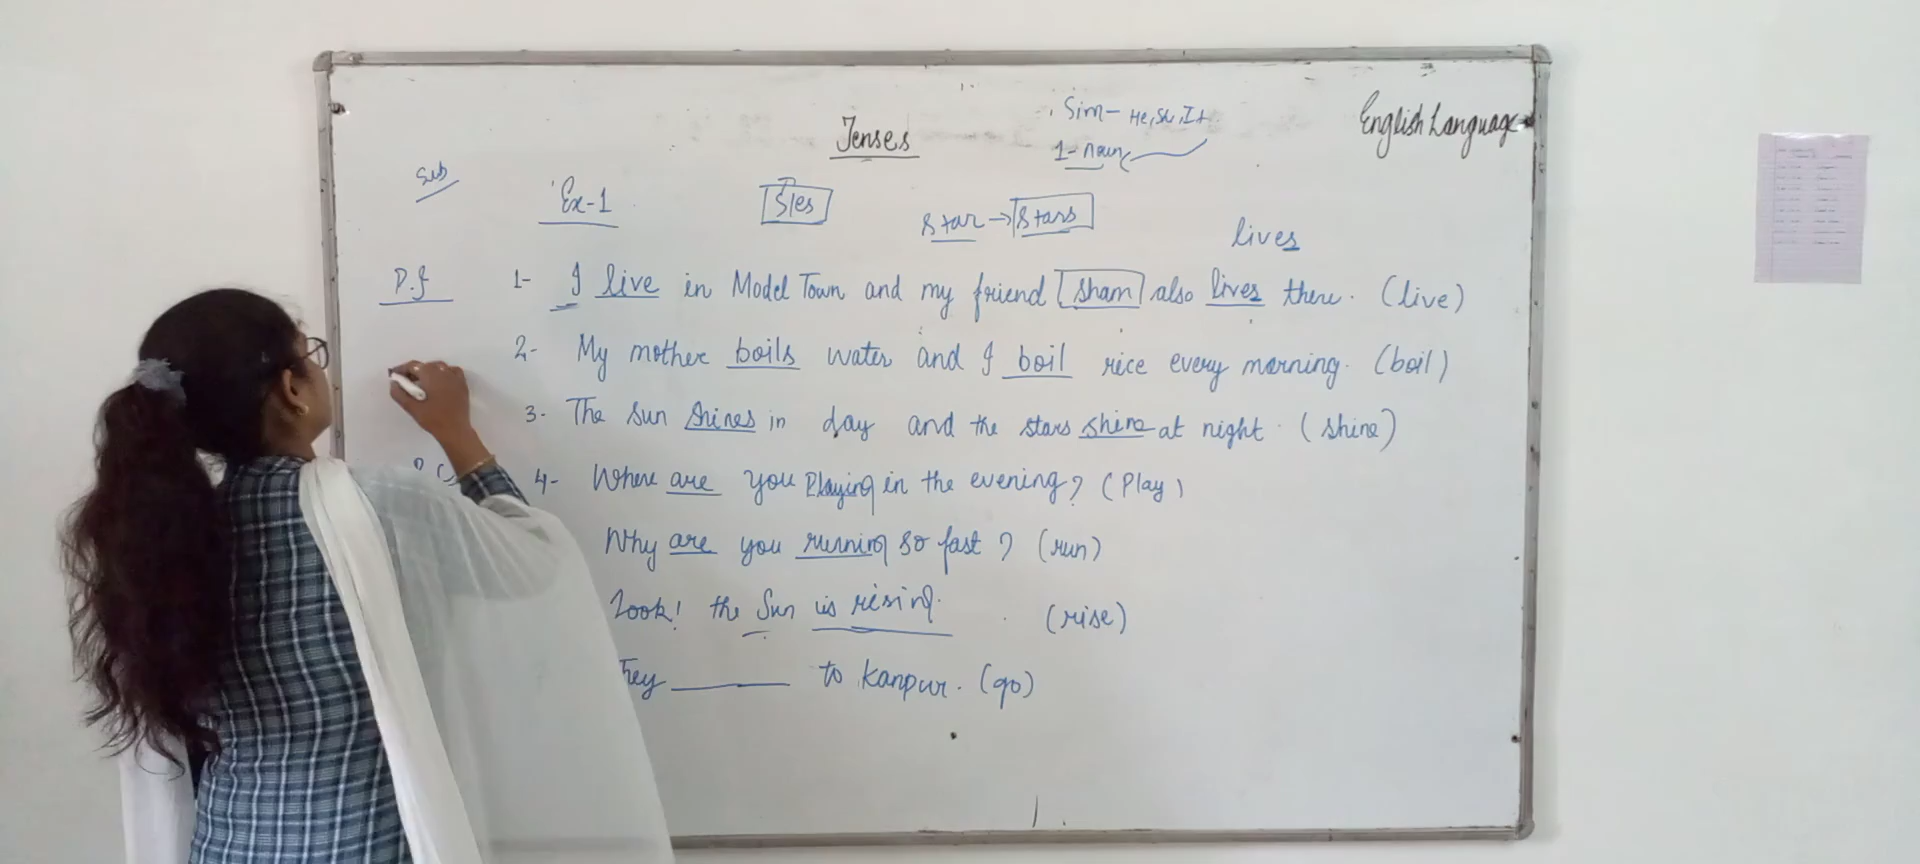 English Language
Tenses
Sim - He, She, It
1 - Noun
Sub
Ex-1
S/es
star → stars
lives
P.f
1- I live in Model Town and my friend sham also lives there. (live)
2- My mother boils water and I boil rice every morning. (boil)
3- The sun shines in day and the stars shine at night. (shine)
4- Where are you Playing in the evening? (Play)
Why are you running so fast? (run)
Look! the Sun is rising. (rise)
They ______ to Kanpur. (go)